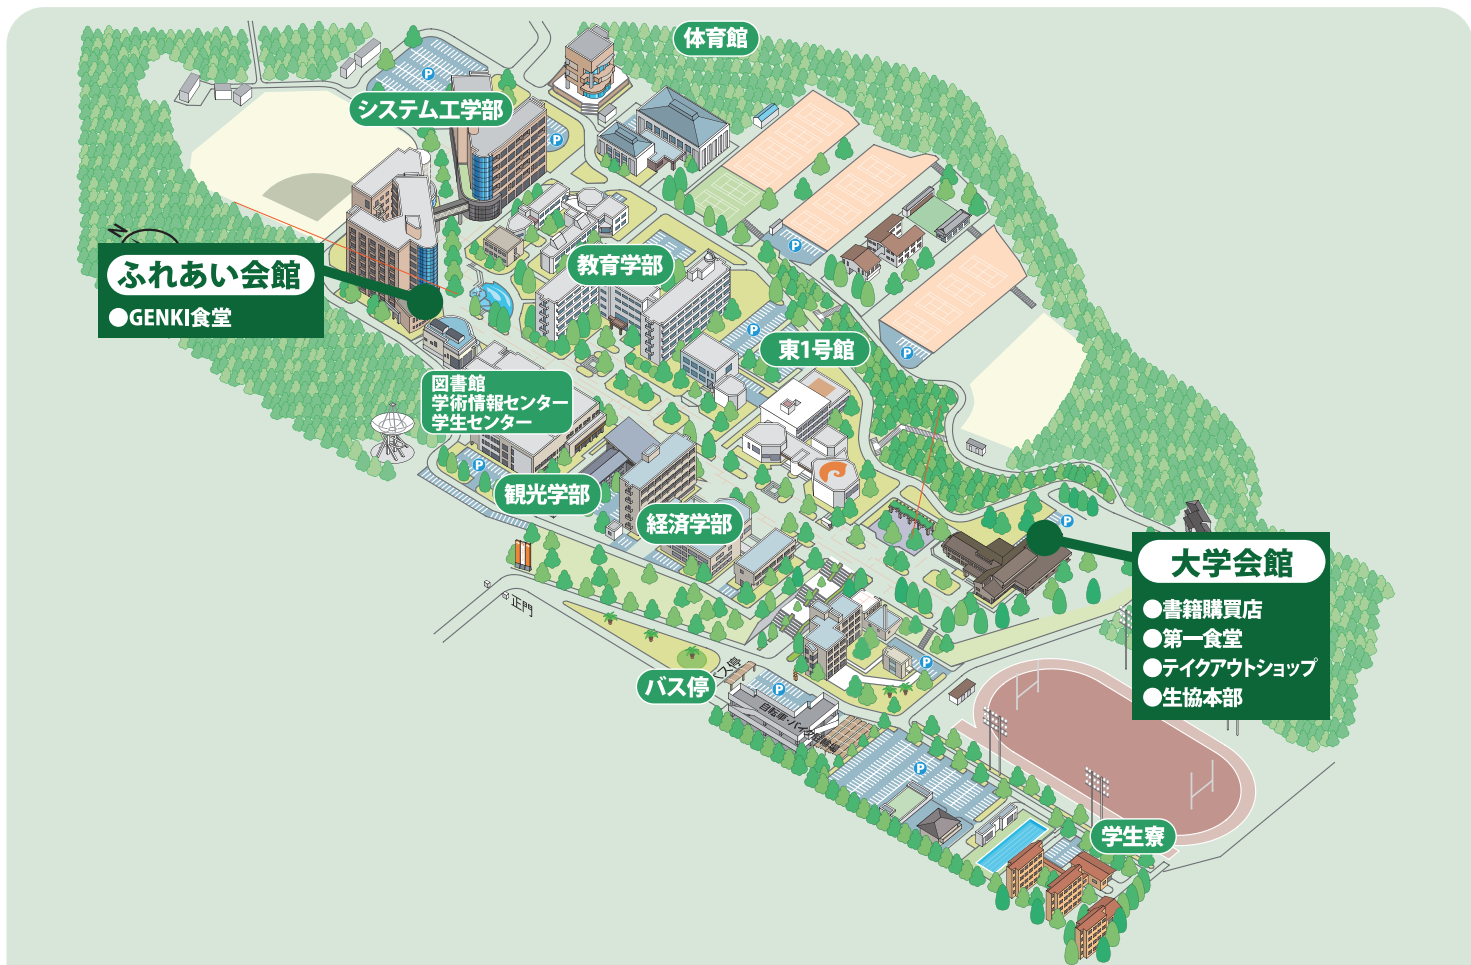 体育館
システム工学部
P
P
N
ふれあい会館
●GENKI食堂
教育学部
P
P
東1号館
P
図書館
学術情報センター
学生センター
P
観光学部
経済学部
P
大学会館
●書籍購買店
●第一食堂
●テイクアウトショップ
●生協本部
正門
バス停
P
P
P
学生寮